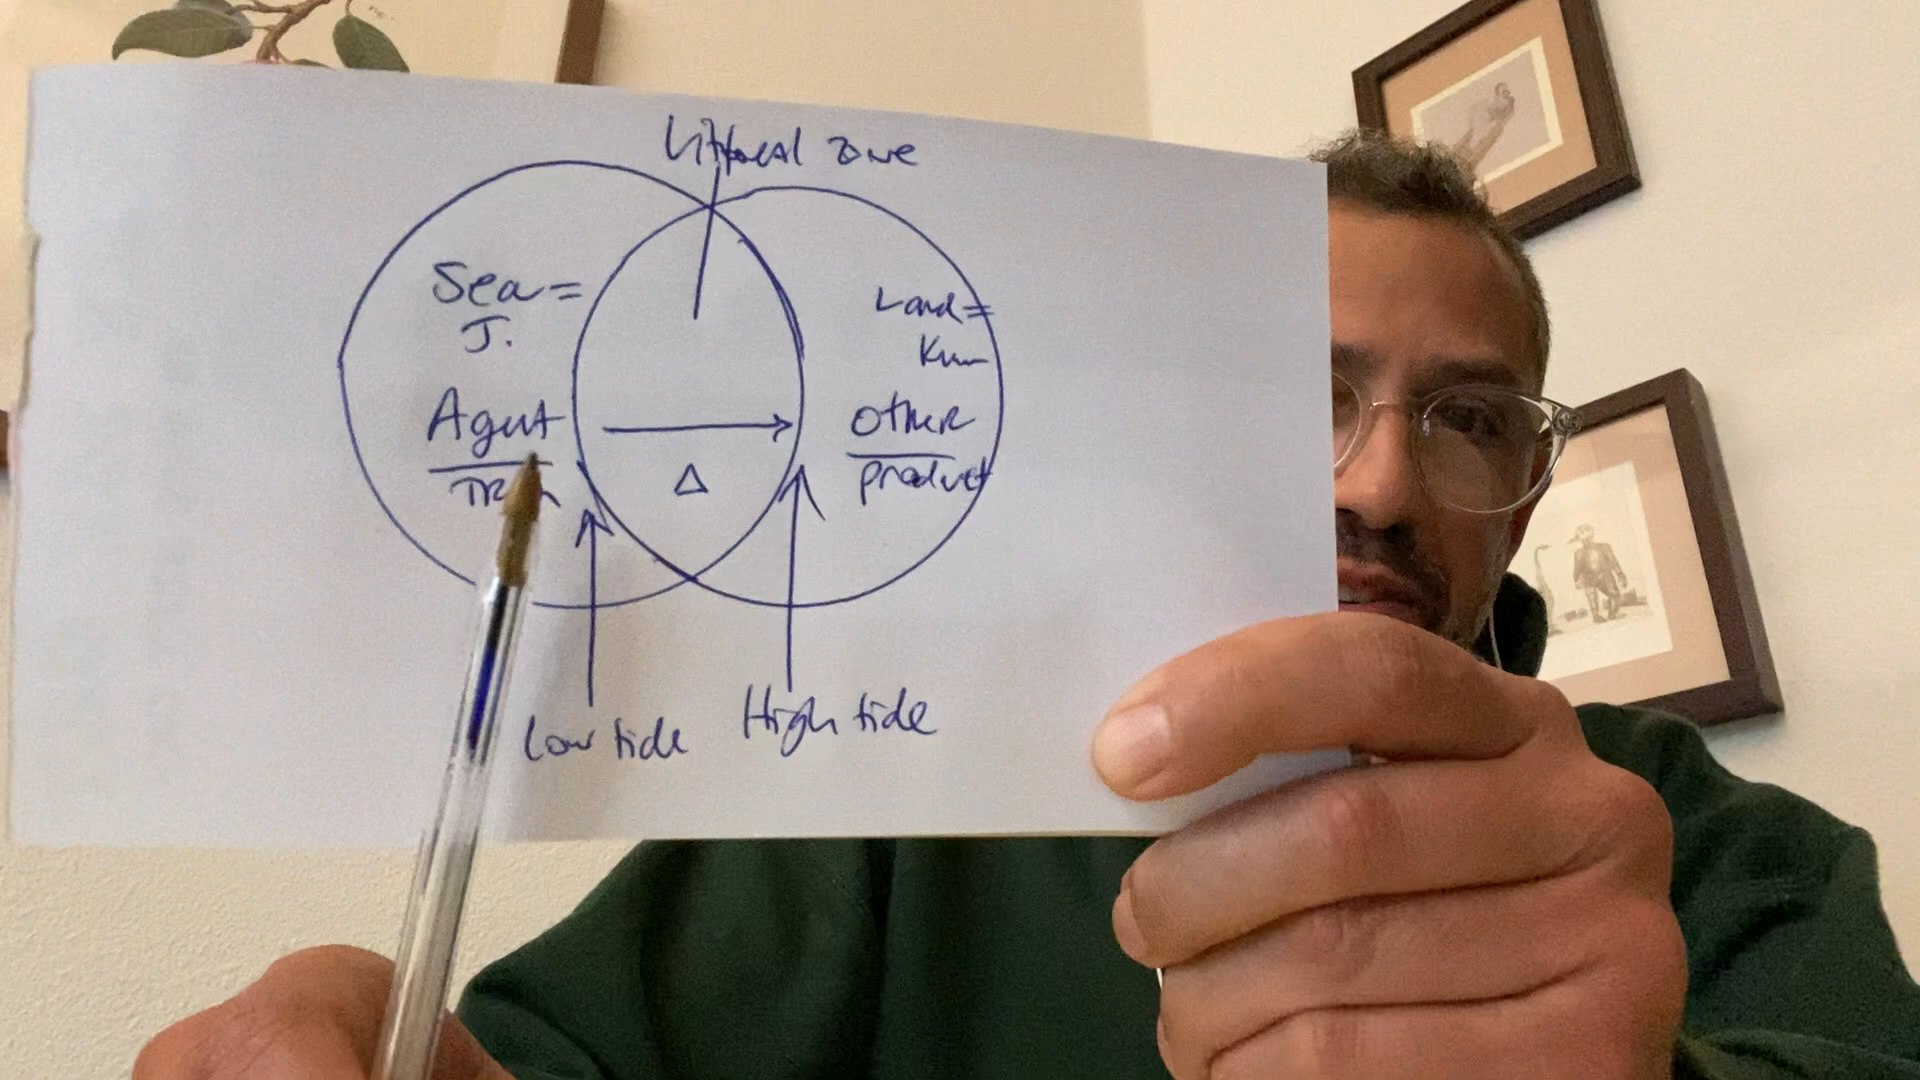 Littoral zone
Sea =
J.
Agent
Land =
Other
product
Δ
Low tide
High tide